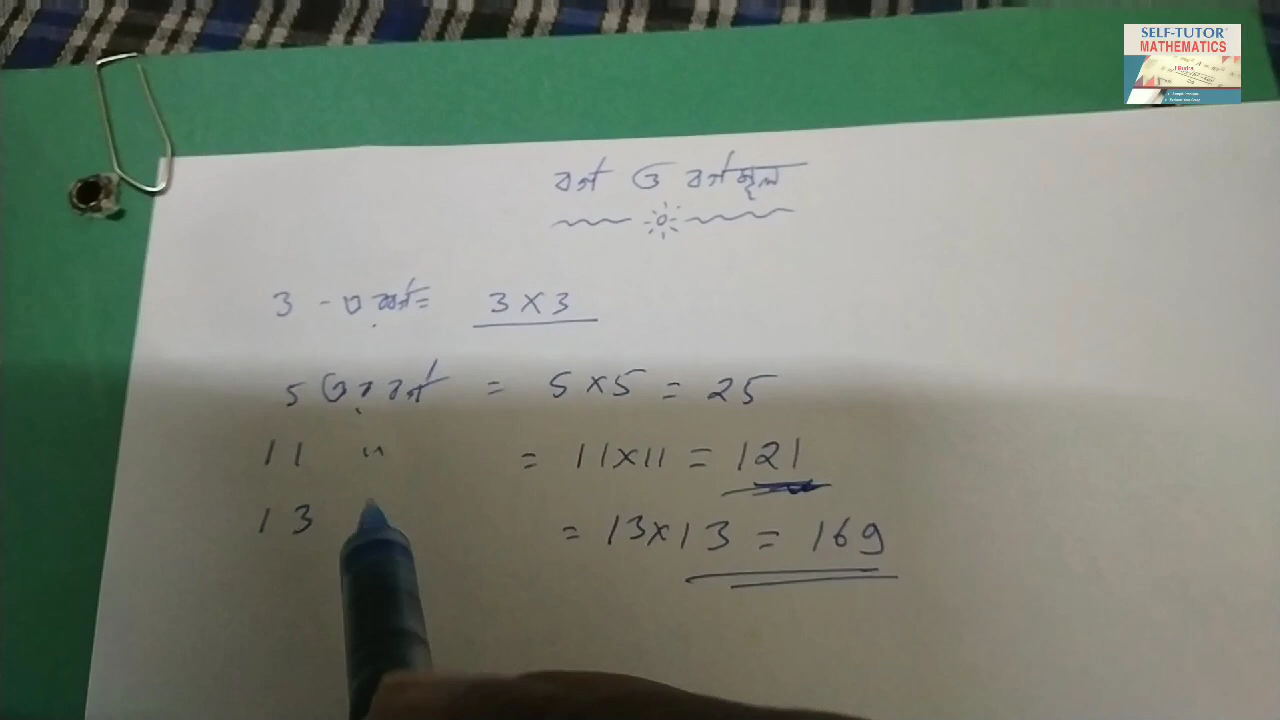 SELF-TUTOR
MATHEMATICS
বর্গ ও বর্গমূল
3 - র বর্গ = 3 × 3
5 এর বর্গ = 5 × 5 = 25
11 " = 11 × 11 = 121
13 = 13 × 13 = 169